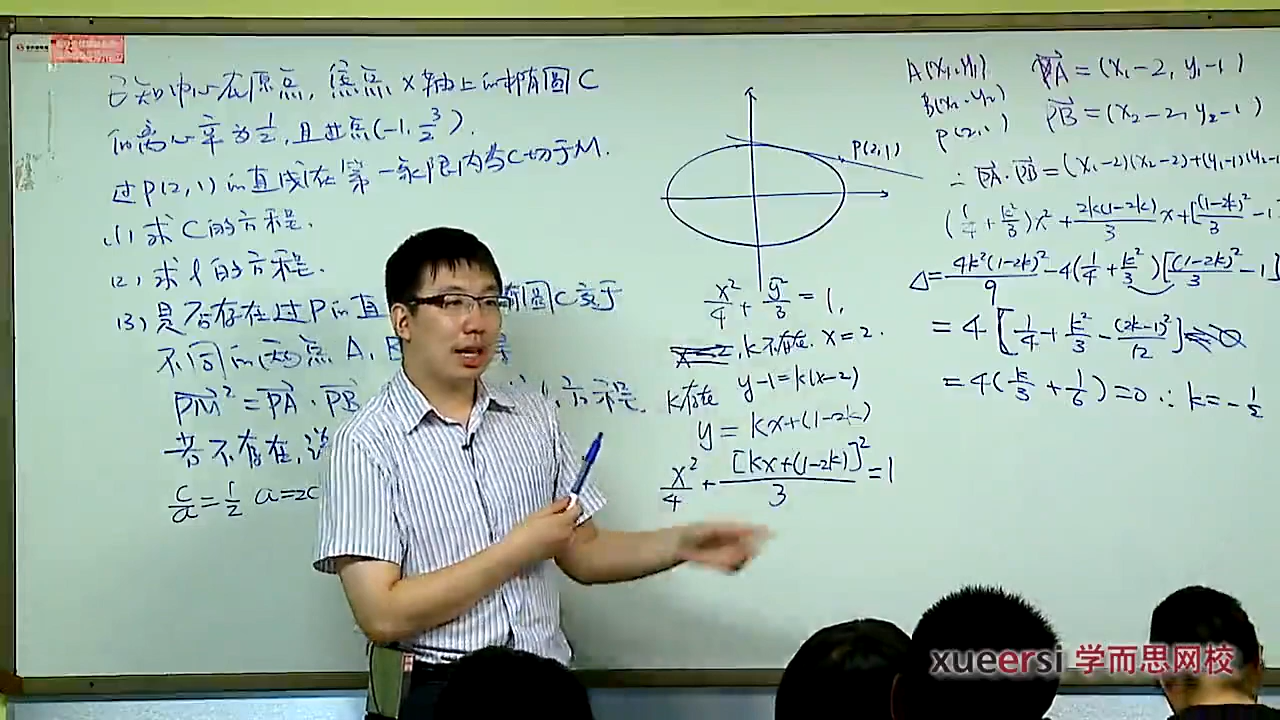 已知中心在原点,焦点x轴上的椭圆C
的离心率为1/2,且过点(-1, 3/2).
过P(2,1)的直线l在第一象限内与C切于M.
(1) 求C的方程.
(2) 求l的方程.
(3) 是否存在过P的直 椭圆C交于
不同的两点A、B
PM² = PA · PB 方程.
若不存在,说
c/a = 1/2 a=2c
P(2,1)
x²/4 + y²/3 = 1,
k不存在. x=2.
k存在 y-1=k(x-2)
y = kx+(1-2k)
x²/4 + [kx+(1-2k)]²/3 = 1
A(x₁,y₁) PA = (x₁-2, y₁-1)
B(x₂,y₂) PB = (x₂-2, y₂-1)
P(2,1)
∴ PA·PB = (x₁-2)(x₂-2)+(y₁-1)(y₂-1
(1/4 + k²/3)x² + 2k(1-2k)/3 x + [(1-2k)²/3 -1
Δ = 4k²(1-2k)²/9 - 4(1/4 + k²/3)[(1-2k)²/3 - 1]
= 4[1/4 + k²/3 - (2k-1)²/12]
= 4(k/3 + 1/6) = 0 ∴ k = -1/2
xueersi 学而思网校